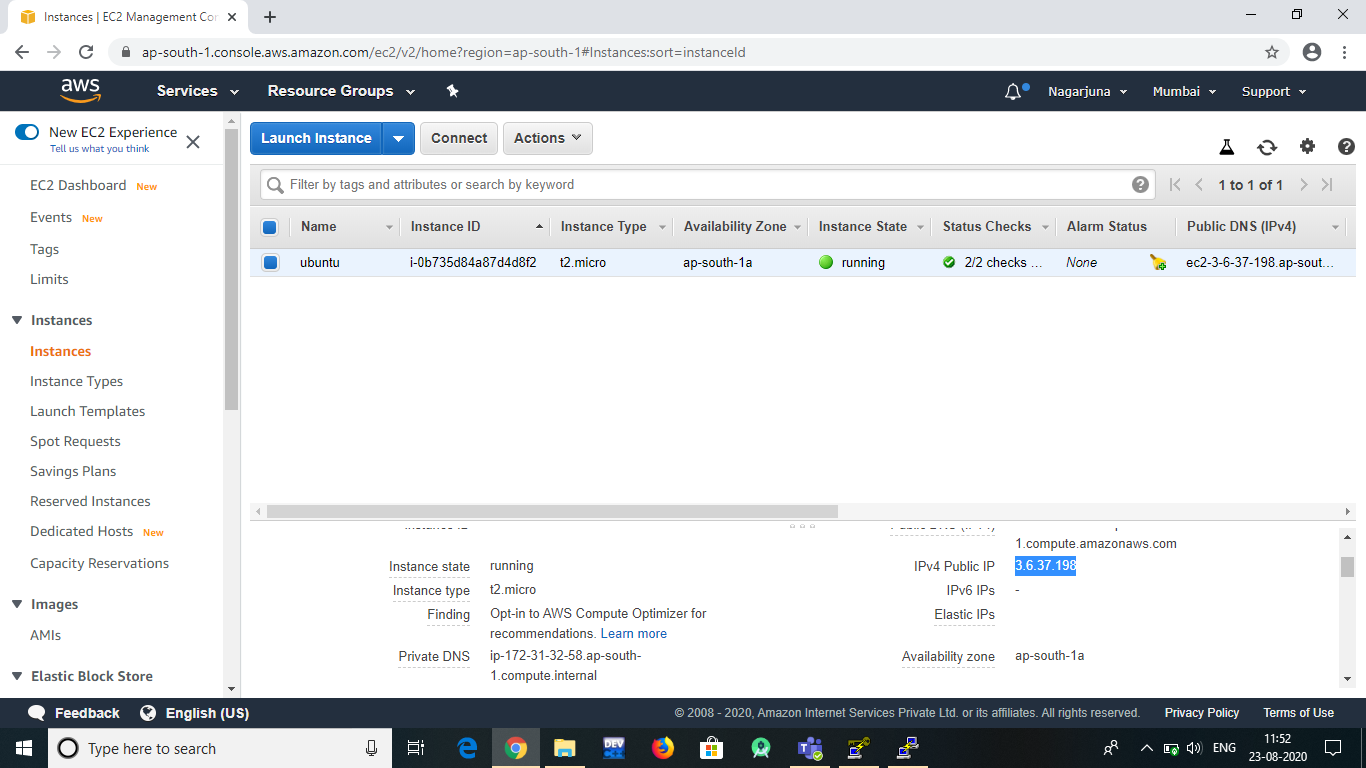 Instances | EC2 Management Con
ap-south-1.console.aws.amazon.com/ec2/v2/home?region=ap-south-1#Instances:sort=instanceId
aws Services Resource Groups Nagarjuna Mumbai Support
New EC2 Experience
Tell us what you think
EC2 Dashboard New
Events New
Tags
Limits
Instances
Instances
Instance Types
Launch Templates
Spot Requests
Savings Plans
Reserved Instances
Dedicated Hosts New
Capacity Reservations
Images
AMIs
Elastic Block Store
Launch Instance Connect Actions
Filter by tags and attributes or search by keyword 1 to 1 of 1
Name Instance ID Instance Type Availability Zone Instance State Status Checks Alarm Status Public DNS (IPv4)
ubuntu i-0b735d84a87d4d8f2 t2.micro ap-south-1a running 2/2 checks ... None ec2-3-6-37-198.ap-sout...
1.compute.amazonaws.com
Instance state running IPv4 Public IP 3.6.37.198
Instance type t2.micro IPv6 IPs -
Finding Opt-in to AWS Compute Optimizer for Elastic IPs
recommendations. Learn more
Private DNS ip-172-31-32-58.ap-south- Availability zone ap-south-1a
1.compute.internal
Feedback English (US) © 2008 - 2020, Amazon Internet Services Private Ltd. or its affiliates. All rights reserved. Privacy Policy Terms of Use
Type here to search DEV ENG 11:52
23-08-2020